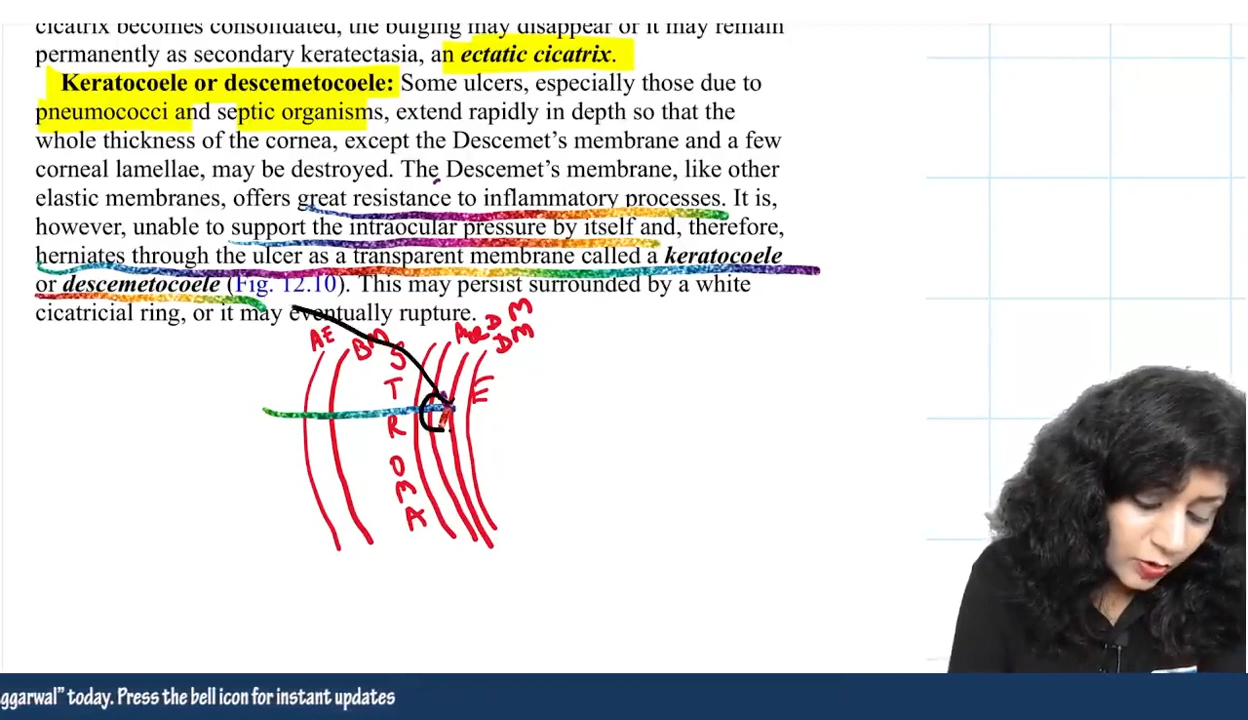 cicatrix becomes consolidated, the bulging may disappear or it may remain
permanently as secondary keratectasia, an ectatic cicatrix.
Keratocoele or descemetocoele: Some ulcers, especially those due to
pneumococci and septic organisms, extend rapidly in depth so that the
whole thickness of the cornea, except the Descemet's membrane and a few
corneal lamellae, may be destroyed. The Descemet's membrane, like other
elastic membranes, offers great resistance to inflammatory processes. It is,
however, unable to support the intraocular pressure by itself and, therefore,
herniates through the ulcer as a transparent membrane called a keratocoele
or descemetocoele (Fig. 12.10). This may persist surrounded by a white
cicatricial ring, or it may eventually rupture.
AE
BM
STROMA
DM
DM
E
ggarwal" today. Press the bell icon for instant updates